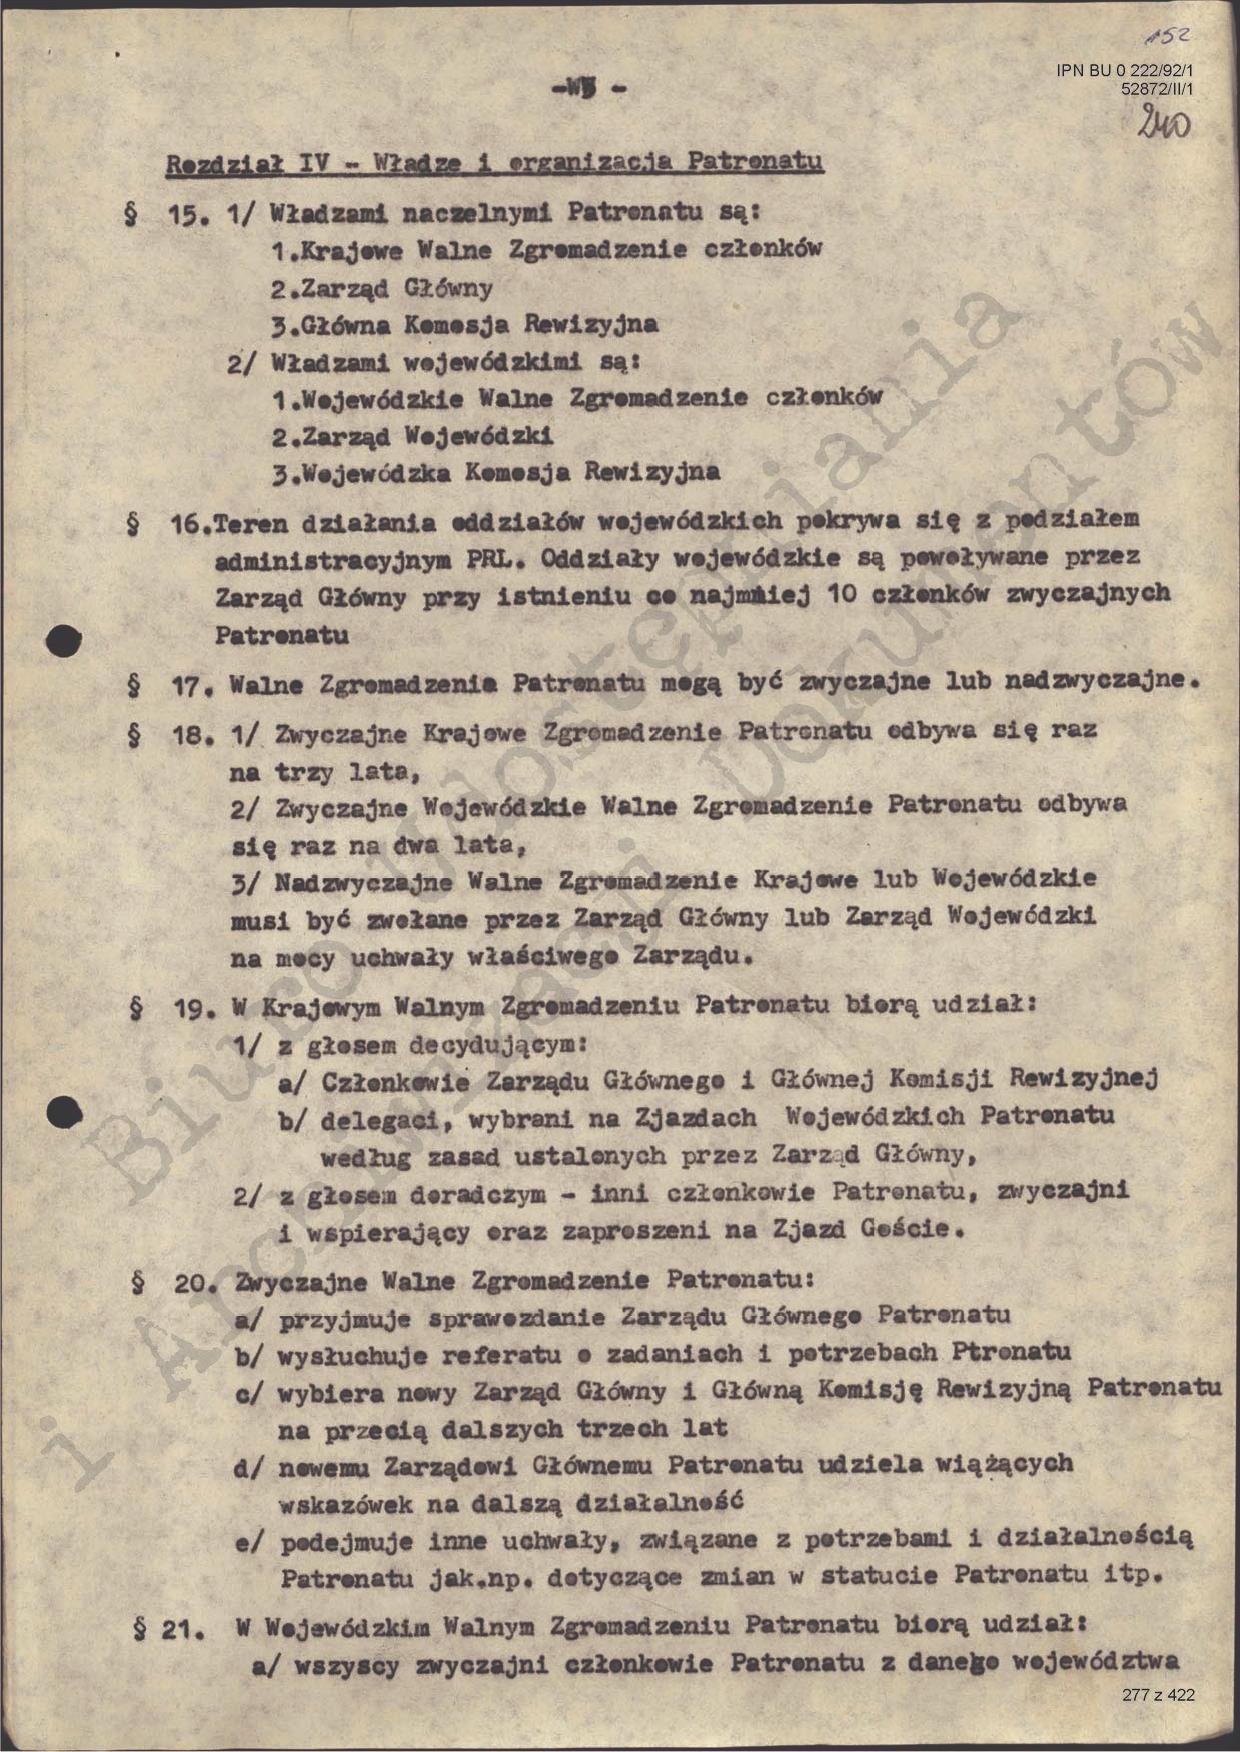 152
IPN BU 0 222/92/1
52872/II/1
240
Rozdział IV - Władze i organizacja Patronatu
§ 15. 1/ Władzami naczelnymi Patronatu są:
1.Krajowe Walne Zgromadzenie członków
2.Zarząd Główny
3.Główna Komosja Rewizyjna
2/ Władzami wojewódzkimi są:
1.Wojewódzkie Walne Zgromadzenie członków
2.Zarząd Wojewódzki
3.Wojewódzka Komosja Rewizyjna
§ 16.Teren działania oddziałów wojewódzkich pokrywa się z podziałem
administracyjnym PRL. Oddziały wojewódzkie są powoływane przez
Zarząd Główny przy istnieniu co najmniej 10 członków zwyczajnych
Patronatu
§ 17. Walne Zgromadzenia Patronatu mogą być zwyczajne lub nadzwyczajne.
§ 18. 1/ Zwyczajne Krajowe Zgromadzenie Patronatu odbywa się raz
na trzy lata,
2/ Zwyczajne Wojewódzkie Walne Zgromadzenie Patronatu odbywa
się raz na dwa lata,
3/ Nadzwyczajne Walne Zgromadzenie Krajowe lub Wojewódzkie
musi być zwołane przez Zarząd Główny lub Zarząd Wojewódzki
na mocy uchwały właściwego Zarządu.
§ 19. W Krajowym Walnym Zgromadzeniu Patronatu biorą udział:
1/ z głosem decydującym:
a/ Członkowie Zarządu Głównego i Głównej Komisji Rewizyjnej
b/ delegaci, wybrani na Zjazdach Wojewódzkich Patronatu
według zasad ustalonych przez Zarząd Główny,
2/ z głosem doradczym - inni członkowie Patronatu, zwyczajni
i wspierający oraz zaproszeni na Zjazd Goście.
§ 20. Zwyczajne Walne Zgromadzenie Patronatu:
a/ przyjmuje sprawozdanie Zarządu Głównego Patronatu
b/ wysłuchuje referatu o zadaniach i potrzebach Ptronatu
c/ wybiera nowy Zarząd Główny i Główną Komisję Rewizyjną Patronatu
na przecią dalszych trzech lat
d/ nowemu Zarządowi Głównemu Patronatu udziela wiążących
wskazówek na dalszą działalność
e/ podejmuje inne uchwały, związane z potrzebami i działalnością
Patronatu jak.np. dotyczące zmian w statucie Patronatu itp.
§ 21. W Wojewódzkim Walnym Zgromadzeniu Patronatu biorą udział:
a/ wszyscy zwyczajni członkowie Patronatu z danego województwa
277 z 422
Biuro Udostępniania
i Archiwizacji Dokumentów